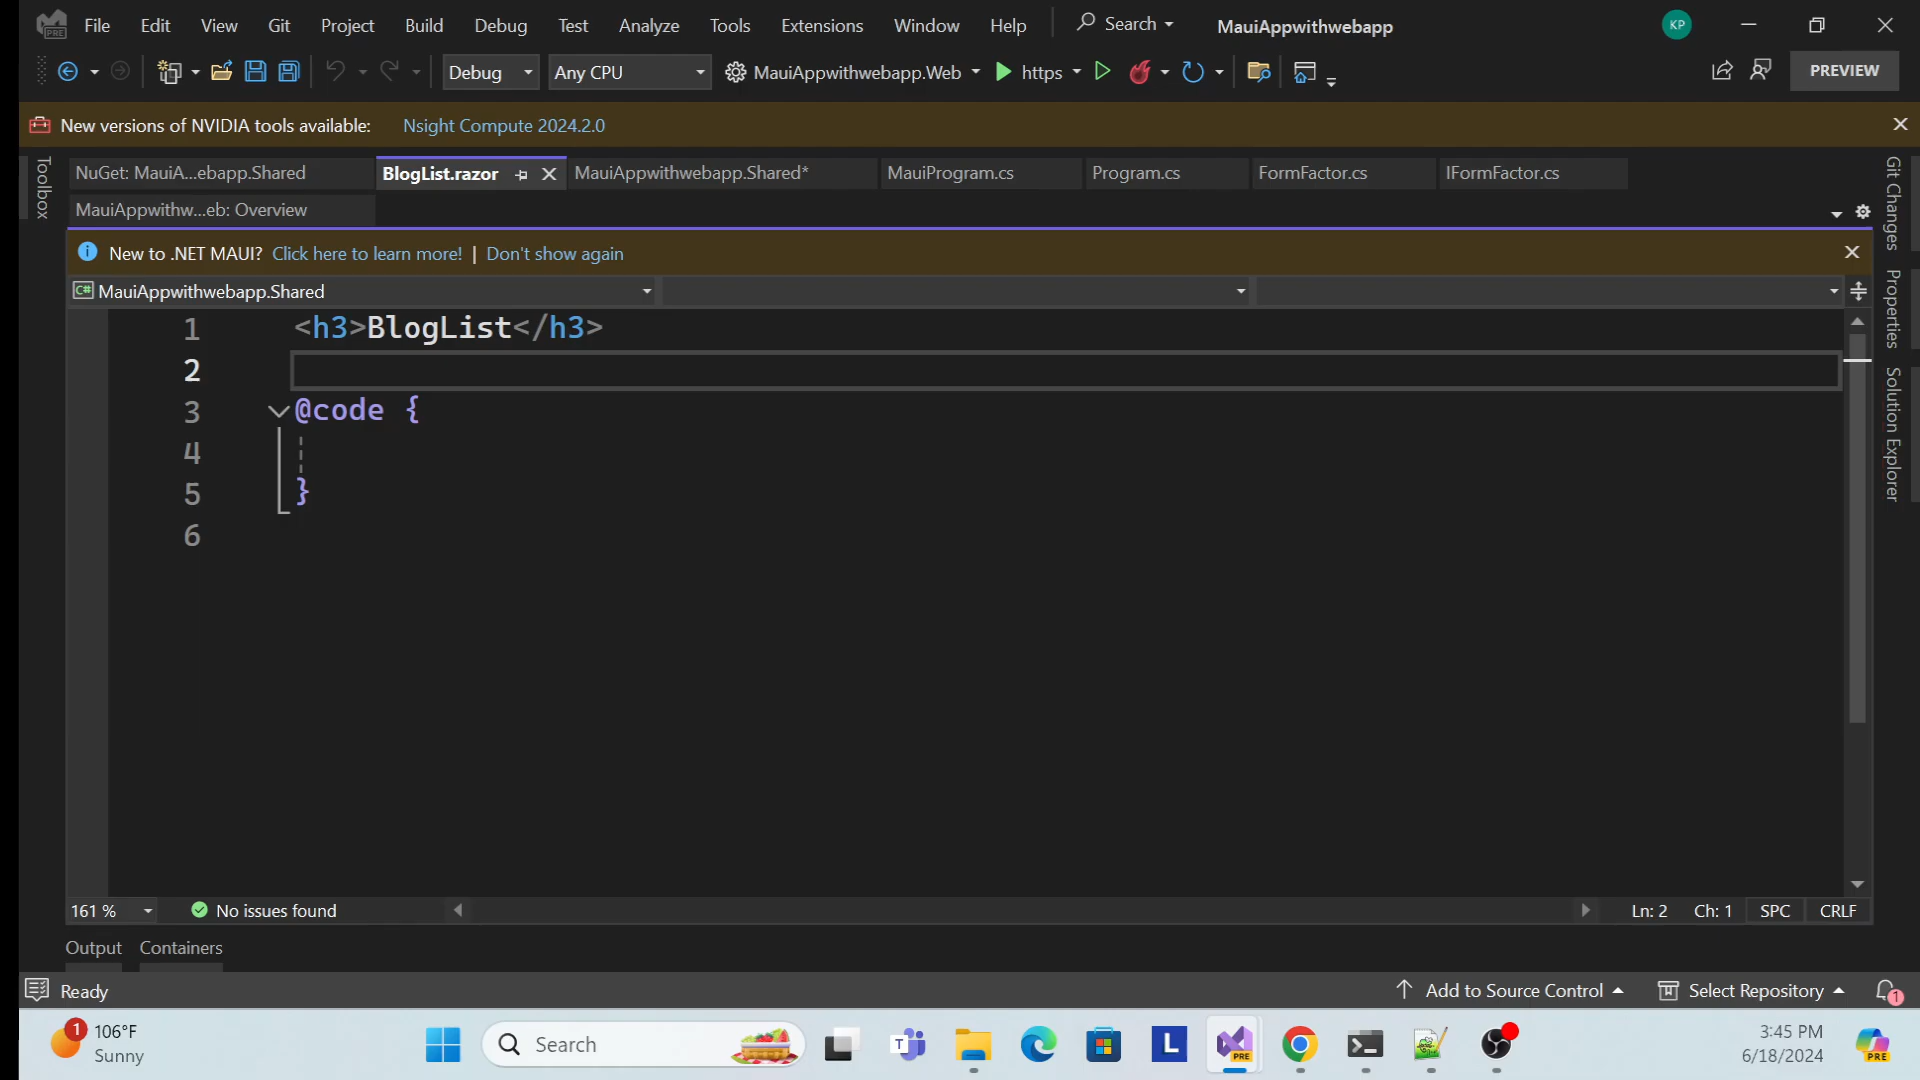 File Edit View Git Project Build Debug Test Analyze Tools Extensions Window Help Search MauiAppwithwebapp KP
Debug Any CPU MauiAppwithwebapp.Web https PREVIEW
New versions of NVIDIA tools available: Nsight Compute 2024.2.0
Toolbox
NuGet: MauiA...ebapp.Shared BlogList.razor MauiAppwithwebapp.Shared* MauiProgram.cs Program.cs FormFactor.cs IFormFactor.cs
MauiAppwithw...eb: Overview
New to .NET MAUI? Click here to learn more! | Don't show again
C# MauiAppwithwebapp.Shared
1 <h3>BlogList</h3>
2
3 @code {
4
5 }
6
Git Changes
Properties
Solution Explorer
161 % No issues found Ln: 2 Ch: 1 SPC CRLF
Output Containers
Ready Add to Source Control Select Repository 1
1 106°F
Sunny
Search
T
L
PRE
3:45 PM
6/18/2024
PRE